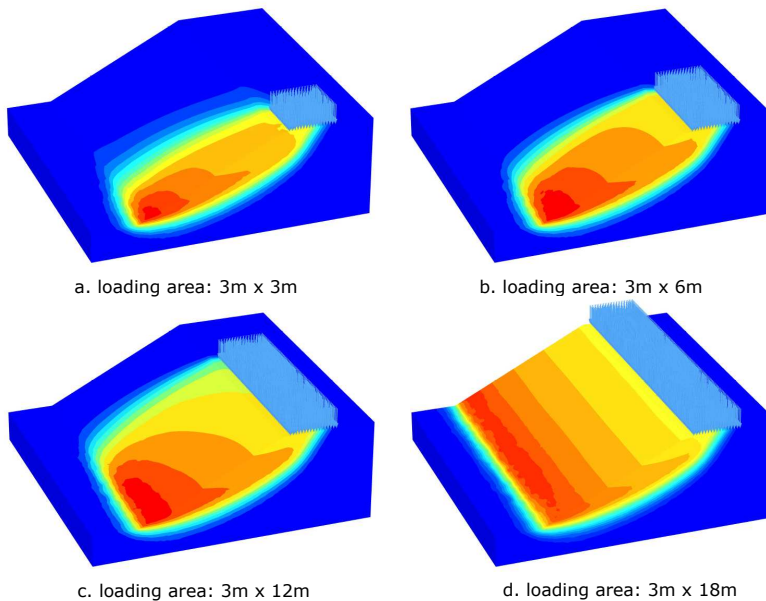 a. loading area: 3m x 3m
b. loading area: 3m x 6m
c. loading area: 3m x 12m
d. loading area: 3m x 18m